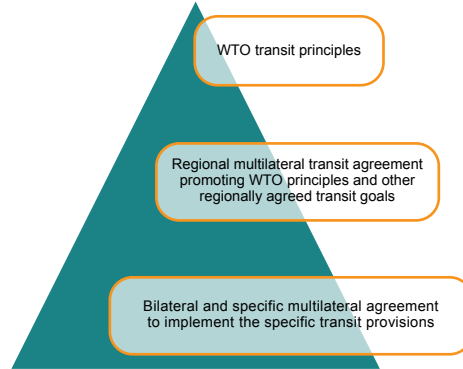 WTO transit principles
Regional multilateral transit agreement
promoting WTO principles and other
regionally agreed transit goals
Bilateral and specific multilateral agreement
to implement the specific transit provisions